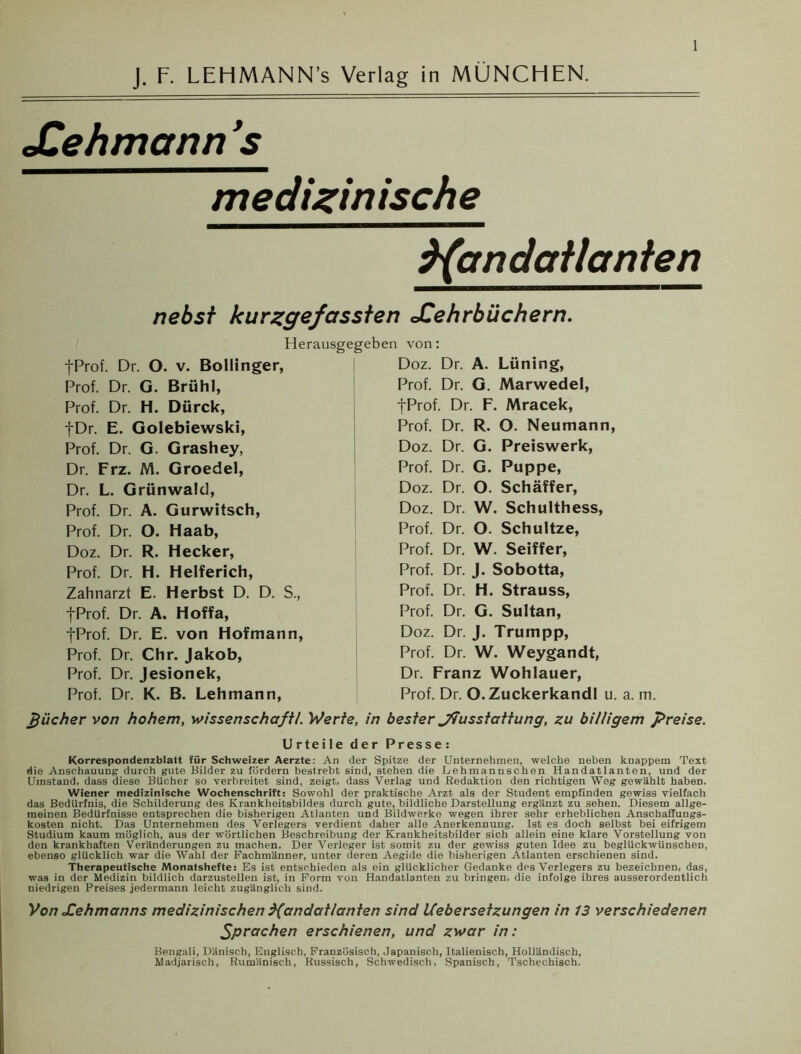 1
J. F. LEHMANN’s Verlag in MÜNCHEN.
Lehmann’s
medizinische
Handatlanten
nebst kurzgefassten Lehrbüchern.
Herausgegeben von:
†Prof. Dr. O. v. Bollinger,
Prof. Dr. G. Brühl,
Prof. Dr. H. Dürck,
†Dr. E. Golebiewski,
Prof. Dr. G. Grashey,
Dr. Frz. M. Groedel,
Dr. L. Grünwald,
Prof. Dr. A. Gurwitsch,
Prof. Dr. O. Haab,
Doz. Dr. R. Hecker,
Prof. Dr. H. Helferich,
Zahnarzt E. Herbst D. D. S.,
†Prof. Dr. A. Hoffa,
†Prof. Dr. E. von Hofmann,
Prof. Dr. Chr. Jakob,
Prof. Dr. Jesionek,
Prof. Dr. K. B. Lehmann,
Doz. Dr. A. Lüning,
Prof. Dr. G. Marwedel,
†Prof. Dr. F. Mracek,
Prof. Dr. R. O. Neumann,
Doz. Dr. G. Preiswerk,
Prof. Dr. G. Puppe,
Doz. Dr. O. Schäffer,
Doz. Dr. W. Schulthess,
Prof. Dr. O. Schultze,
Prof. Dr. W. Seiffer,
Prof. Dr. J. Sobotta,
Prof. Dr. H. Strauss,
Prof. Dr. G. Sultan,
Doz. Dr. J. Trumpp,
Prof. Dr. W. Weygandt,
Dr. Franz Wohlauer,
Prof. Dr. O. Zuckerkandl u. a. m.
Bücher von hohem, wissenschaftl. Werte, in bester Ausstattung, zu billigem Preise.
Urteile der Presse:
Korrespondenzblatt für Schweizer Aerzte: An der Spitze der Unternehmen, welche neben knappem Text
die Anschauung durch gute Bilder zu fördern bestrebt sind, stehen die Lehmannschen Handatlanten, und der
Umstand, dass diese Bücher so verbreitet sind, zeigt, dass Verlag und Redaktion den richtigen Weg gewählt haben.
Wiener medizinische Wochenschrift: Sowohl der praktische Arzt als der Student empfinden gewiss vielfach
das Bedürfnis, die Schilderung des Krankheitsbildes durch gute, bildliche Darstellung ergänzt zu sehen. Diesem allge-
meinen Bedürfnisse entsprechen die bisherigen Atlanten und Bildwerke wegen ihrer sehr erheblichen Anschaffungs-
kosten nicht. Das Unternehmen des Verlegers verdient daher alle Anerkennung. Ist es doch selbst bei eifrigem
Studium kaum möglich, aus der wörtlichen Beschreibung der Krankheitsbilder sich allein eine klare Vorstellung von
den krankhaften Veränderungen zu machen. Der Verleger ist somit zu der gewiss guten Idee zu beglückwünschen,
ebenso glücklich war die Wahl der Fachmänner, unter deren Aegide die bisherigen Atlanten erschienen sind.
Therapeutische Monatshefte: Es ist entschieden als ein glücklicher Gedanke des Verlegers zu bezeichnen, das,
was in der Medizin bildlich darzustellen ist, in Form von Handatlanten zu bringen, die infolge ihres ausserordentlich
niedrigen Preises jedermann leicht zugänglich sind.
Von Lehmanns medizinischen Handatlanten sind Uebersetzungen in 13 verschiedenen
Sprachen erschienen, und zwar in:
Bengali, Dänisch, Englisch, Französisch, Japanisch, Italienisch, Holländisch,
Madjarisch, Rumänisch, Russisch, Schwedisch, Spanisch, Tschechisch.